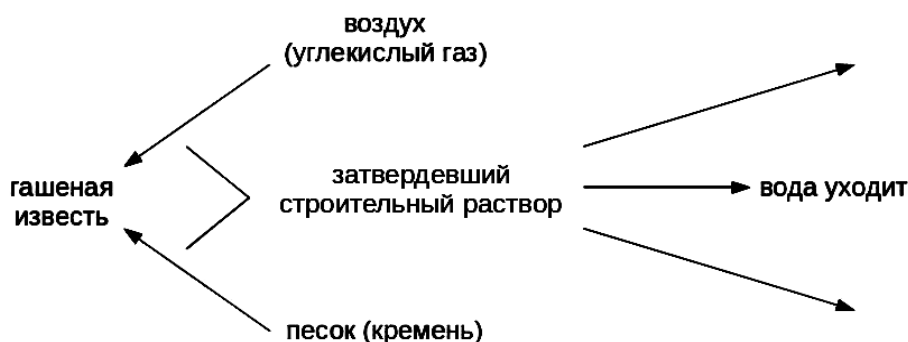 воздух
(углекислый газ)
гашеная
известь
затвердевший
строительный раствор
вода уходит
песок (кремень)